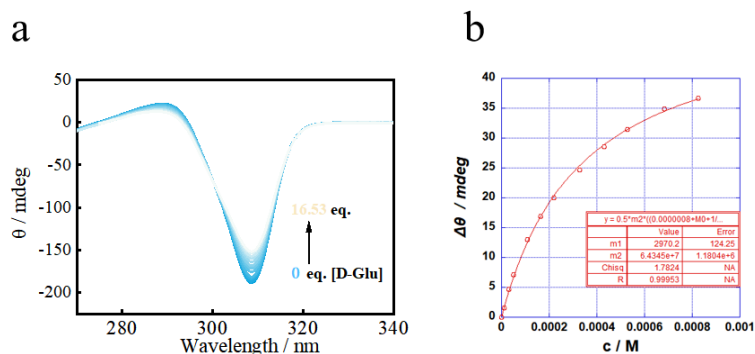 a
b
50
0
-50
-100
-150
-200
θ / mdeg
16.53 eq.
0 eq. [D-Glu]
280 300 320 340
Wavelength / nm
40
35
30
25
20
15
10
5
0
Δθ / mdeg
y = 0.5*m2*((0.0000008+M0+1/...
Value Error
m1 2970.2 124.25
m2 6.4345e+7 1.1804e+6
Chisq 1.7824 NA
R 0.99953 NA
0 0.0002 0.0004 0.0006 0.0008 0.001
c / M